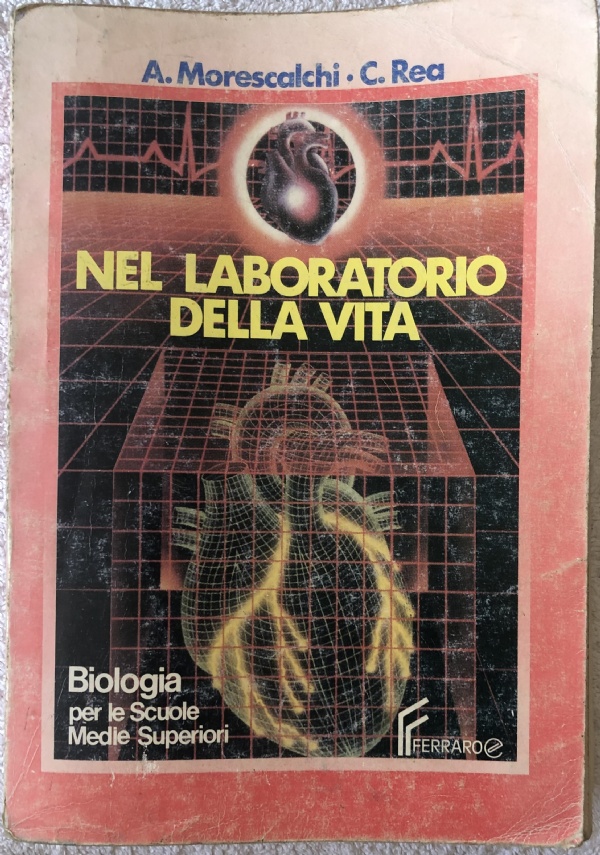 A. Morescalchi · C. Rea
NEL LABORATORIO
DELLA VITA
Biologia
per le Scuole
Medie Superiori
FERRARO e